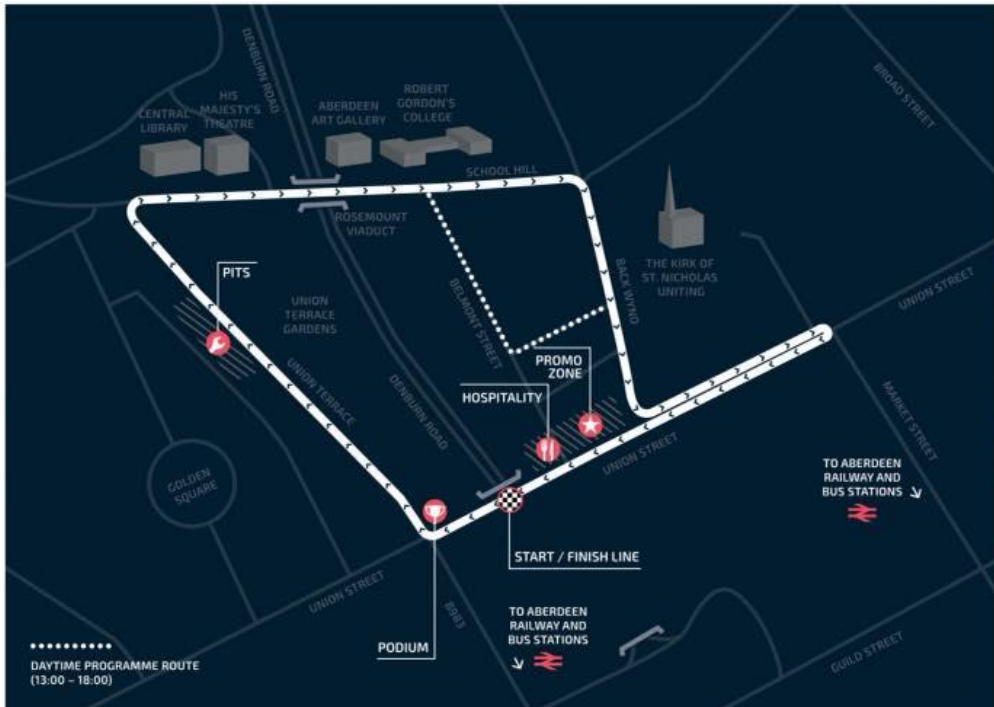 DENBURN ROAD
BROAD STREET
HIS
MAJESTY'S
THEATRE
CENTRAL
LIBRARY
ABERDEEN
ART GALLERY
ROBERT
GORDON'S
COLLEGE
SCHOOL HILL
ROSEMOUNT
VIADUCT
PITS
UNION
TERRACE
GARDENS
BELMONT STREET
BACK WYND
THE KIRK OF
ST. NICHOLAS
UNITING
UNION STREET
PROMO
ZONE
HOSPITALITY
UNION TERRACE
DENBURN ROAD
UNION STREET
MARKET STREET
GOLDEN
SQUARE
TO ABERDEEN
RAILWAY AND
BUS STATIONS
START / FINISH LINE
UNION STREET
B983
TO ABERDEEN
RAILWAY AND
BUS STATIONS
PODIUM
GUILD STREET
DAYTIME PROGRAMME ROUTE
(13:00 – 18:00)